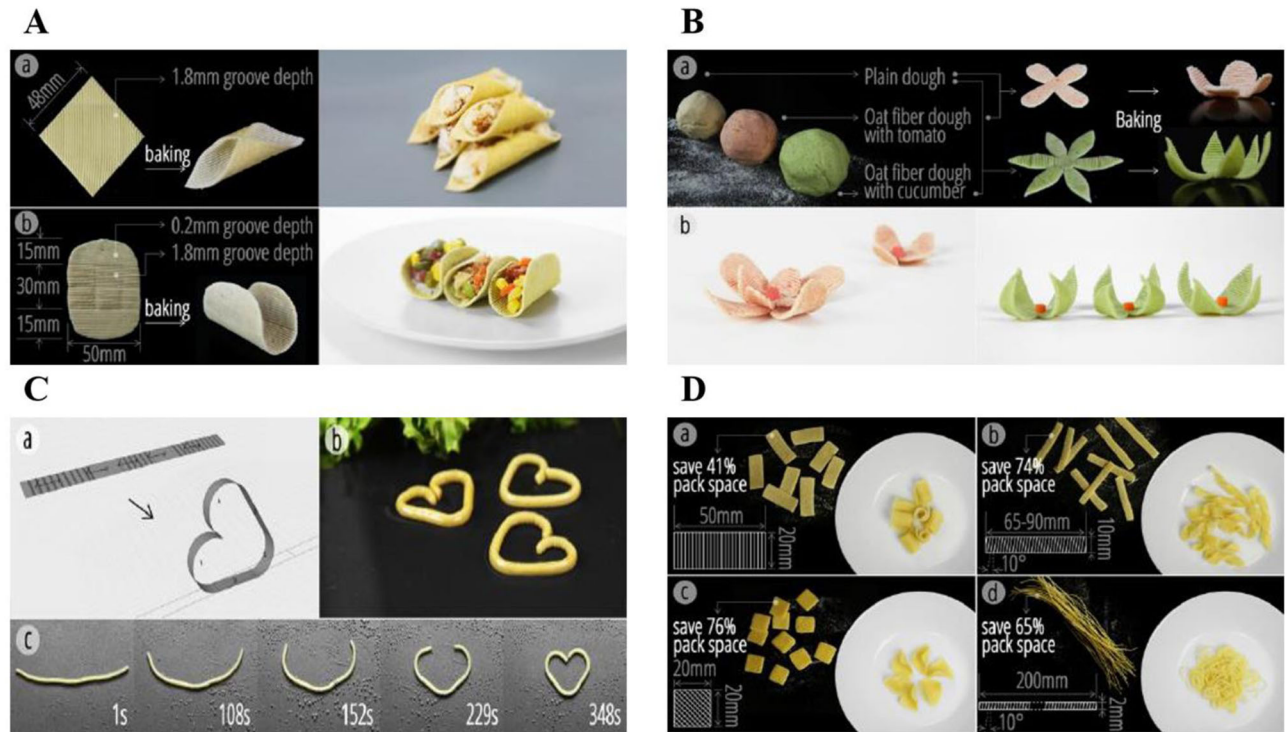 A
a
48mm
1.8mm groove depth
baking
b
15mm
30mm
15mm
50mm
0.2mm groove depth
1.8mm groove depth
baking
B
a
Plain dough
Oat fiber dough
with tomato
Oat fiber dough
with cucumber
Baking
b
C
a
b
c
1s
108s
152s
229s
348s
D
a
save 41%
pack space
50mm
20mm
b
save 74%
pack space
65-90mm
10mm
10°
c
save 76%
pack space
20mm
20mm
d
save 65%
pack space
200mm
2mm
10°